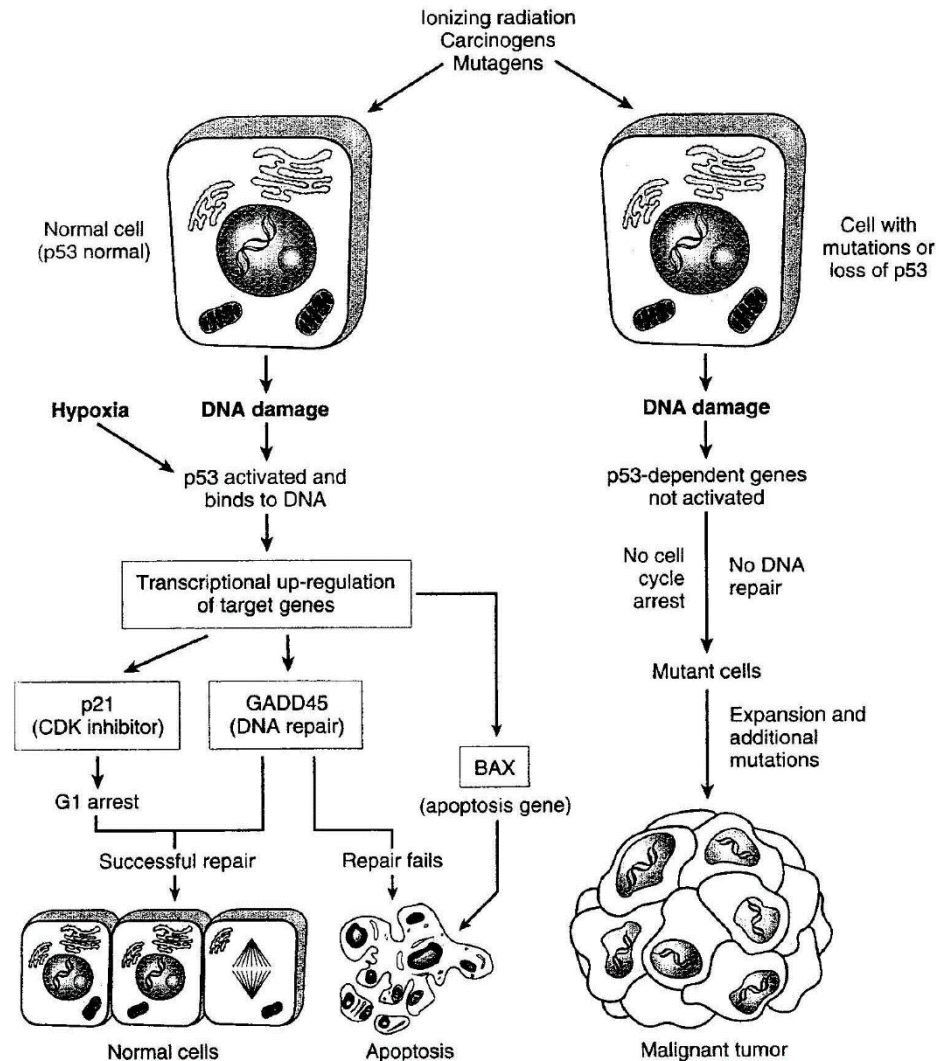 Ionizing radiation
Carcinogens
Mutagens
Normal cell
(p53 normal)
Cell with
mutations or
loss of p53
Hypoxia
DNA damage
DNA damage
p53 activated and
binds to DNA
p53-dependent genes
not activated
Transcriptional up-regulation
of target genes
No cell
cycle
arrest
No DNA
repair
p21
(CDK inhibitor)
GADD45
(DNA repair)
Mutant cells
BAX
(apoptosis gene)
Expansion and
additional
mutations
G1 arrest
Successful repair
Repair fails
Normal cells
Apoptosis
Malignant tumor